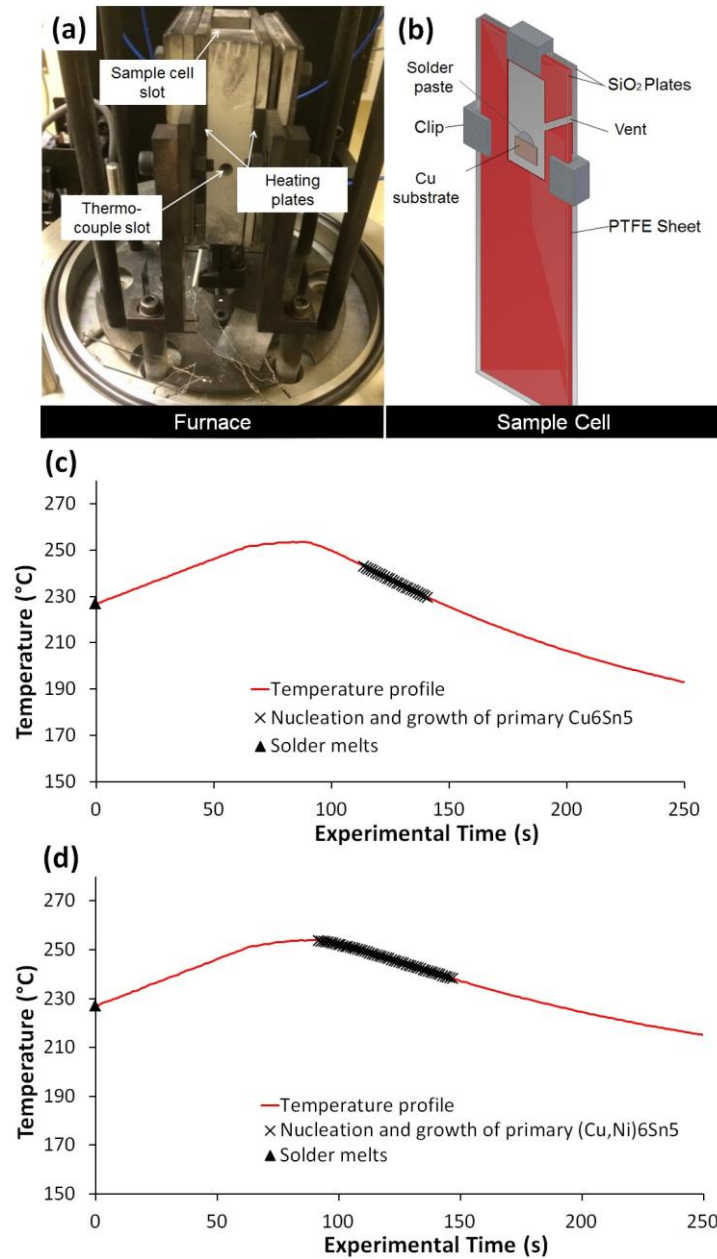 (a)
Sample cell
slot
Thermo-
couple slot
Heating
plates
Furnace
(b)
Solder
paste
Clip
Cu
substrate
SiO₂ Plates
Vent
PTFE Sheet
Sample Cell
(c)
Temperature (°C)
270
250
230
210
190
170
150
Temperature profile
Nucleation and growth of primary Cu6Sn5
Solder melts
0 50 100 150 200 250
Experimental Time (s)
(d)
Temperature (°C)
270
250
230
210
190
170
150
Temperature profile
Nucleation and growth of primary (Cu,Ni)6Sn5
Solder melts
0 50 100 150 200 250
Experimental Time (s)